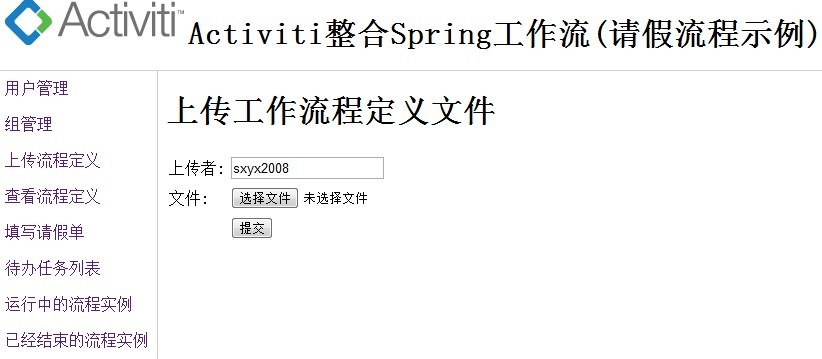 Activiti™
Activiti整合Spring工作流(请假流程示例)
用户管理
组管理
上传流程定义
查看流程定义
填写请假单
待办任务列表
运行中的流程实例
已经结束的流程实例
上传工作流程定义文件
上传者: sxyx2008
文件: 选择文件 未选择文件
提交